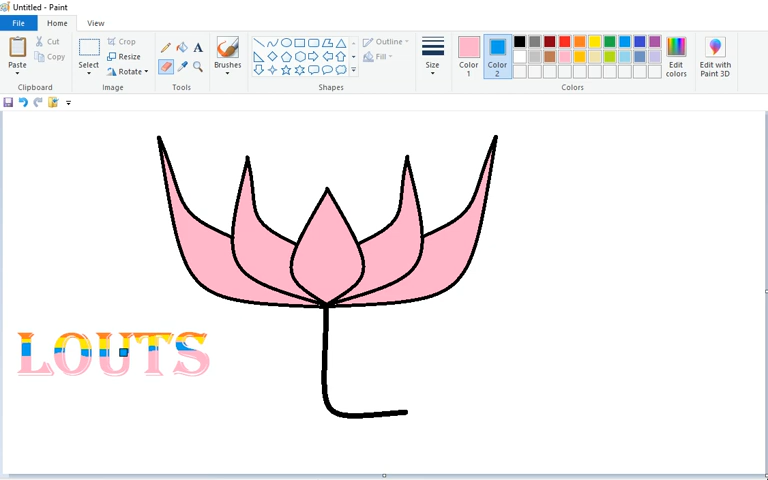 Untitled - Paint
File Home View
Paste
Cut
Copy
Clipboard
Select
Crop
Resize
Rotate
Image
A
Tools
Brushes
Shapes
Outline
Fill
Size
Color 1
Color 2
Colors
Edit colors
Edit with Paint 3D
LOUTS